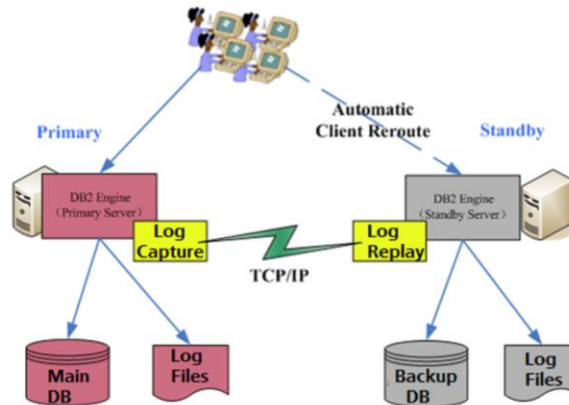 Automatic
Client Reroute
Primary
Standby
DB2 Engine
（Primary Server）
DB2 Engine
（Standby Server）
Log
Capture
Log
Replay
TCP/IP
Main
DB
Log
Files
Backup
DB
Log
Files